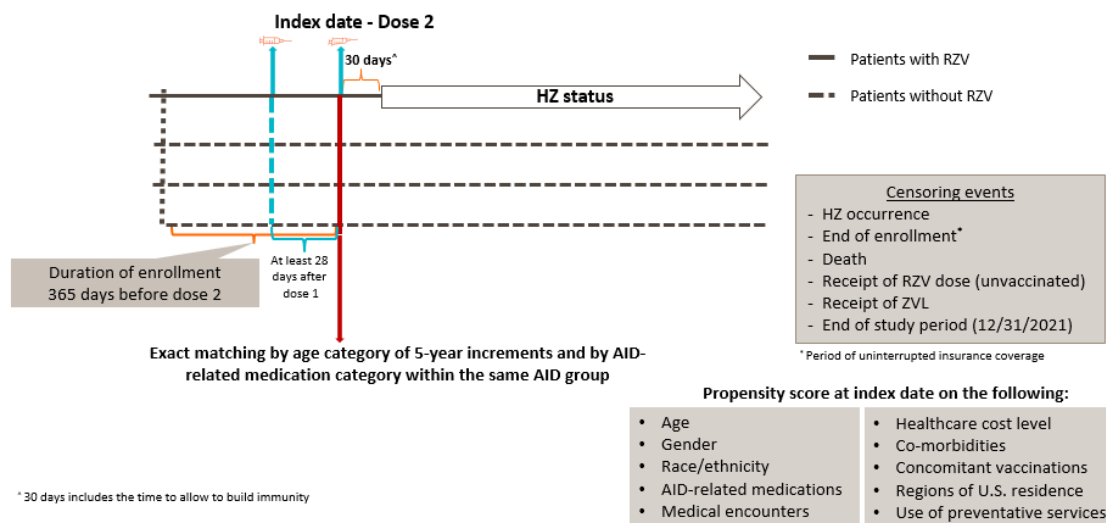 Index date - Dose 2
30 days^
HZ status
Patients with RZV
Patients without RZV
Duration of enrollment
365 days before dose 2
At least 28
days after
dose 1
Exact matching by age category of 5-year increments and by AID-
related medication category within the same AID group
Censoring events
- HZ occurrence
- End of enrollment*
- Death
- Receipt of RZV dose (unvaccinated)
- Receipt of ZVL
- End of study period (12/31/2021)
* Period of uninterrupted insurance coverage
Propensity score at index date on the following:
• Age
• Gender
• Race/ethnicity
• AID-related medications
• Medical encounters
• Healthcare cost level
• Co-morbidities
• Concomitant vaccinations
• Regions of U.S. residence
• Use of preventative services
^ 30 days includes the time to allow to build immunity